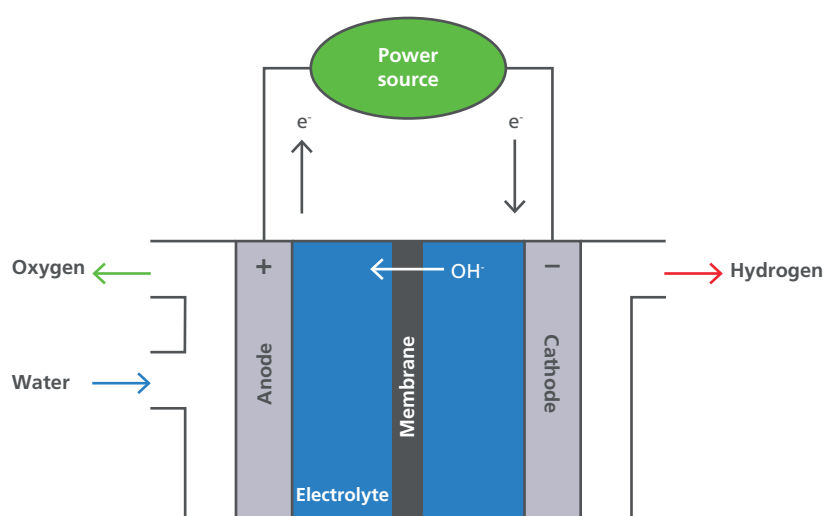 Power
source
e⁻
e⁻
Oxygen
+
OH⁻
−
Hydrogen
Water
Anode
Membrane
Cathode
Electrolyte